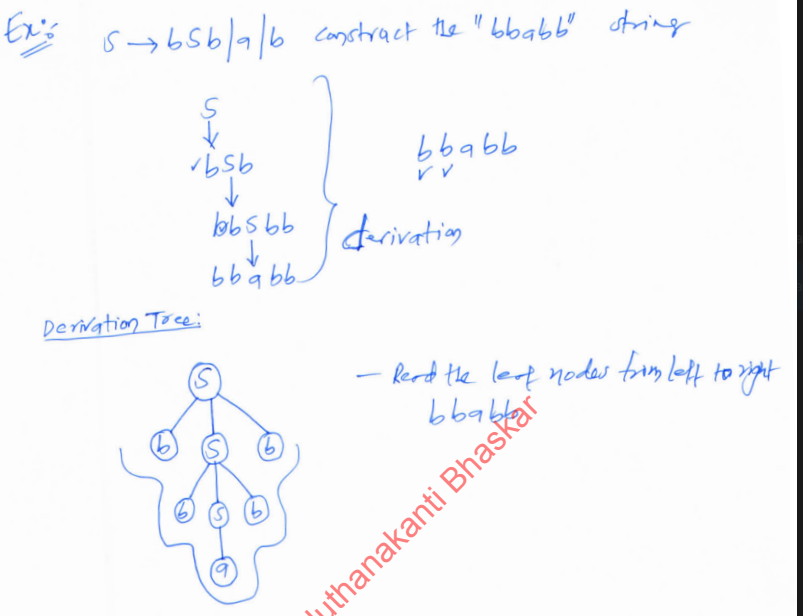 Ex:
S → bSb/a/b construct the "bbabb" string
S
↓
✓bSb
↓
bbSbb
↓
bbabb
bbabb
✓✓
derivation
Derivation Tree:
S
b S b
b S b
a
— Read the leaf nodes from left to right
bbabb
uthanakanti Bhaskar